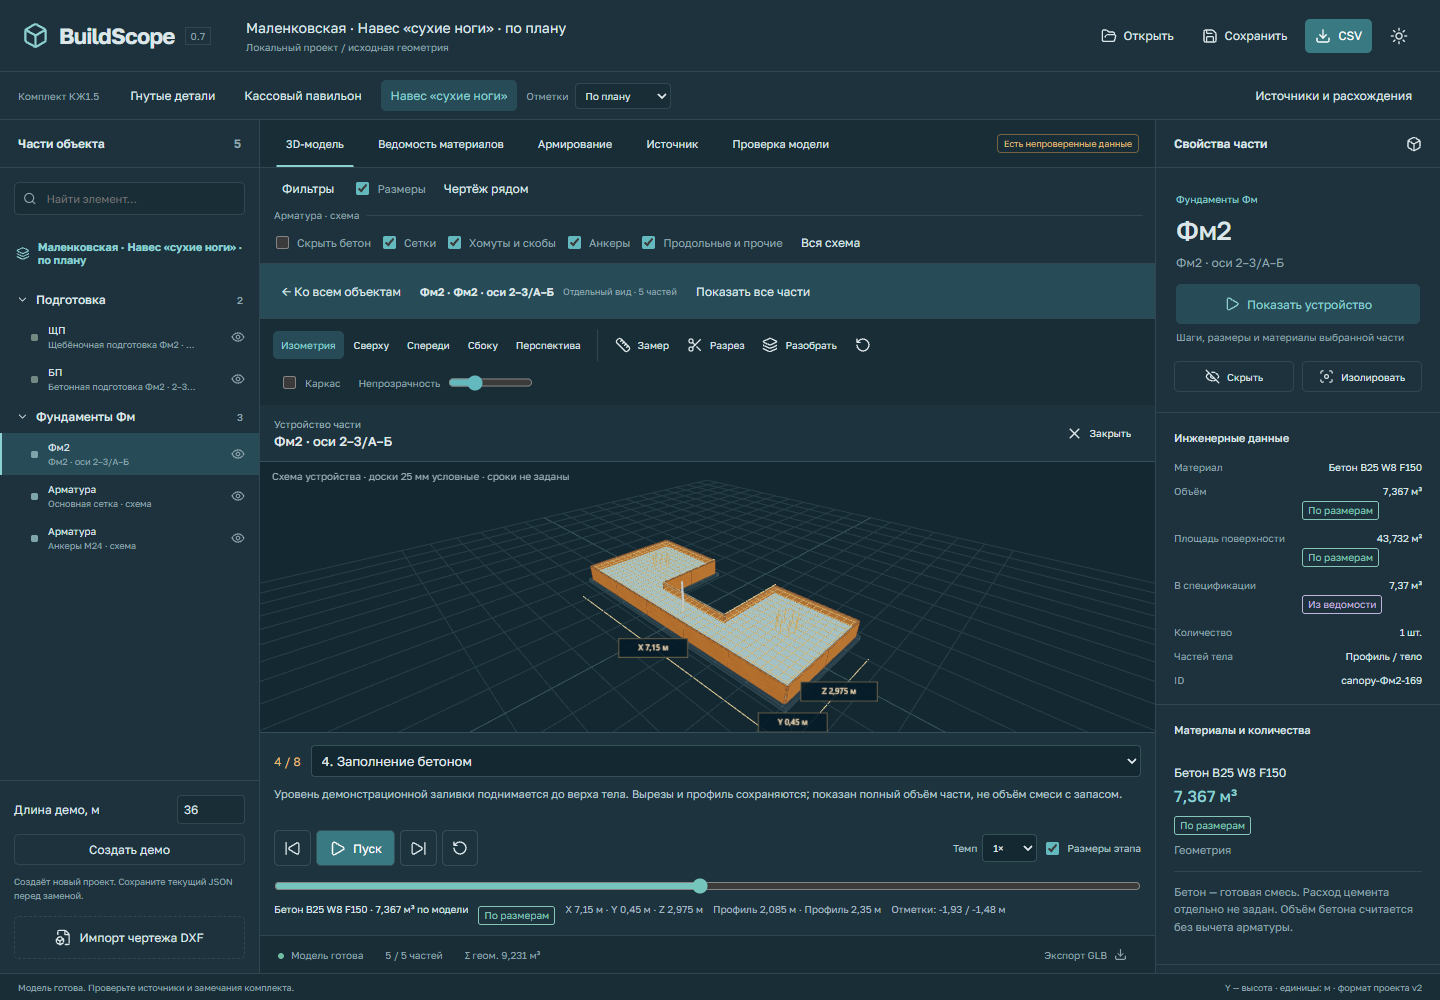 BuildScope 0.7
Маленковская · Навес «сухие ноги» · по плану
Локальный проект / исходная геометрия
Открыть
Сохранить
CSV
Комплект КЖ1.5
Гнутые детали
Кассовый павильон
Навес «сухие ноги»
Отметки
По плану
Источники и расхождения
Части объекта 5
Найти элемент...
Маленковская · Навес «сухие ноги» ·
по плану
Подготовка 2
ЩП
Щебёночная подготовка Фм2 · ...
БП
Бетонная подготовка Фм2 · 2–3...
Фундаменты Фм 3
Фм2
Фм2 · оси 2–3/А–Б
Арматура
Основная сетка · схема
Арматура
Анкеры М24 · схема
Длина демо, м 36
Создать демо
Создаёт новый проект. Сохраните текущий JSON
перед заменой.
Импорт чертежа DXF
3D-модель
Ведомость материалов
Армирование
Источник
Проверка модели
Есть непроверенные данные
Фильтры
Размеры
Чертёж рядом
Арматура · схема
Скрыть бетон
Сетки
Хомуты и скобы
Анкеры
Продольные и прочие
Вся схема
← Ко всем объектам
Фм2 · Фм2 · оси 2–3/А–Б
Отдельный вид · 5 частей
Показать все части
Изометрия
Сверху
Спереди
Сбоку
Перспектива
Замер
Разрез
Разобрать
Каркас
Непрозрачность
Устройство части
Фм2 · оси 2–3/А–Б
Закрыть
Схема устройства · доски 25 мм условные · сроки не заданы
X 7,15 м
Z 2,975 м
Y 0,45 м
4 / 8
4. Заполнение бетоном
Уровень демонстрационной заливки поднимается до верха тела. Вырезы и профиль сохраняются; показан полный объём части, не объём смеси с запасом.
Пуск
Темп
1×
Размеры этапа
Бетон B25 W8 F150 · 7,367 м³ по модели
По размерам
X 7,15 м · Y 0,45 м · Z 2,975 м
Профиль 2,085 м · Профиль 2,35 м
Отметки: -1,93 / -1,48 м
Модель готова
5 / 5 частей
Σ геом. 9,231 м³
Экспорт GLB
Свойства части
Фундаменты Фм
Фм2
Фм2 · оси 2–3/А–Б
Показать устройство
Шаги, размеры и материалы выбранной части
Скрыть
Изолировать
Инженерные данные
Материал Бетон B25 W8 F150
Объём 7,367 м³
По размерам
Площадь поверхности 43,732 м²
По размерам
В спецификации 7,37 м³
Из ведомости
Количество 1 шт.
Частей тела Профиль / тело
ID canopy-Фм2-169
Материалы и количества
Бетон B25 W8 F150
7,367 м³
По размерам
Геометрия
Бетон — готовая смесь. Расход цемента
отдельно не задан. Объём бетона считается
без вычета арматуры.
Модель готова. Проверьте источники и замечания комплекта.
Y — высота · единицы: м · формат проекта v2